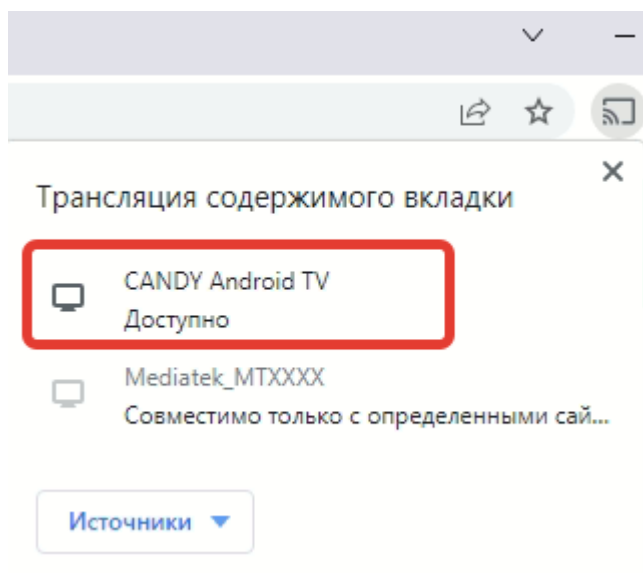 Трансляция содержимого вкладки
CANDY Android TV
Доступно
Mediatek_MTXXXX
Совместимо только с определенными сай...
Источники